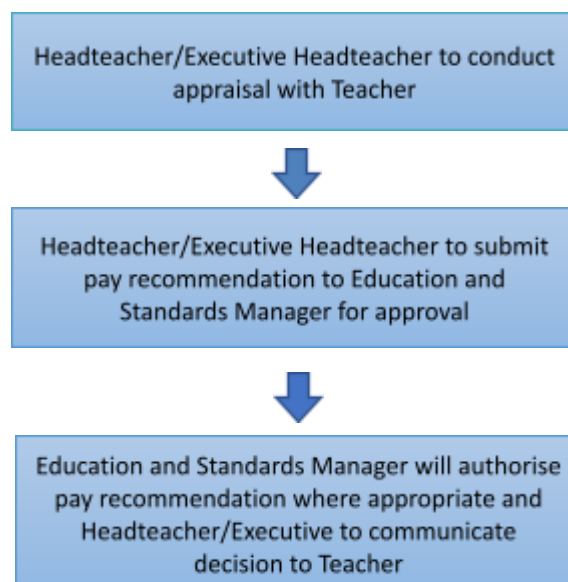 Headteacher/Executive Headteacher to conduct
appraisal with Teacher
Headteacher/Executive Headteacher to submit
pay recommendation to Education and
Standards Manager for approval
Education and Standards Manager will authorise
pay recommendation where appropriate and
Headteacher/Executive to communicate
decision to Teacher